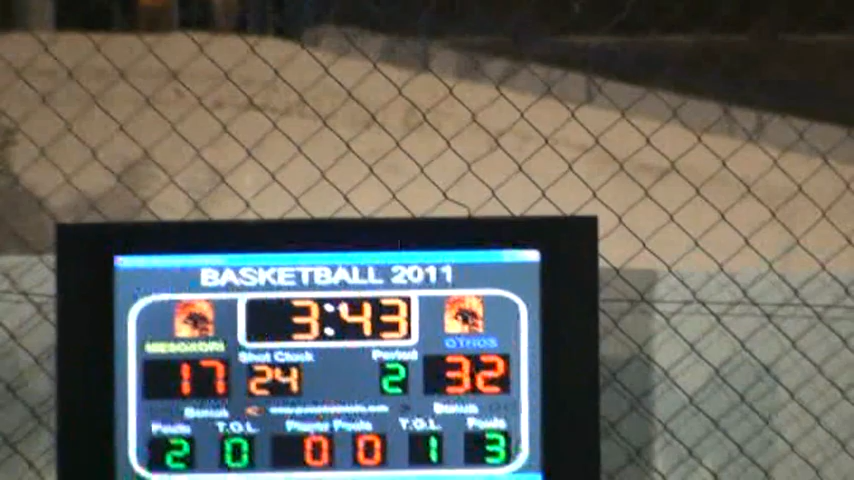 BASKETBALL 2011
3:43
MESOXORI OTHOS
Shot Clock Period
17 24 2 32
Bonus < > Bonus
Fouls T.O.L. Player Fouls T.O.L. Fouls
2 0 0 0 1 3